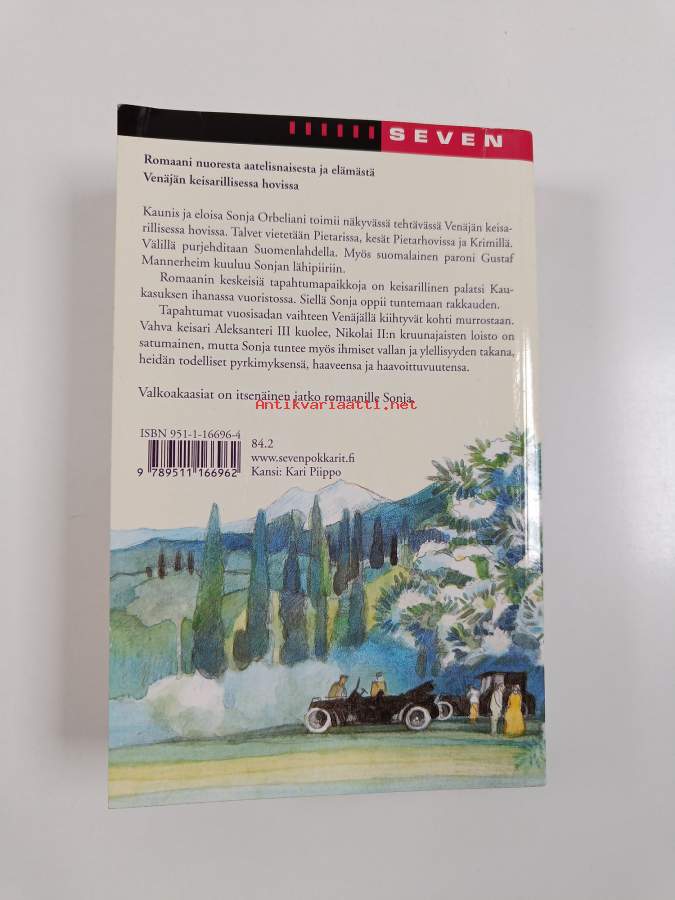 SEVEN
Romaani nuoresta aatelisnaisesta ja elämästä
Venäjän keisarillisessa hovissa
Kaunis ja eloisa Sonja Orbeliani toimii näkyvässä tehtävässä Venäjän keisa-
rillisessa hovissa. Talvet vietetään Pietarissa, kesät Pietarhovissa ja Krimillä.
Välillä purjehditaan Suomenlahdella. Myös suomalainen paroni Gustaf
Mannerheim kuuluu Sonjan lähipiiriin.
Romaanin keskeisiä tapahtumapaikkoja on keisarillinen palatsi Kau-
kasuksen ihanassa vuoristossa. Siellä Sonja oppii tuntemaan rakkauden.
Tapahtumat vuosisadan vaihteen Venäjällä kiihtyvät kohti murrostaan.
Vahva keisari Aleksanteri III kuolee, Nikolai II:n kruunajaisten loisto on
satumainen, mutta Sonja tuntee myös ihmiset vallan ja ylellisyyden takana,
heidän todelliset pyrkimyksensä, haaveensa ja haavoittuvuutensa.
Valkoakaasiat on itsenäinen jatko romaanille Sonja.
Antikvariaatti.net
ISBN 951-1-16696-4
9 789511 166962
84.2
www.sevenpokkarit.fi
Kansi: Kari Piippo